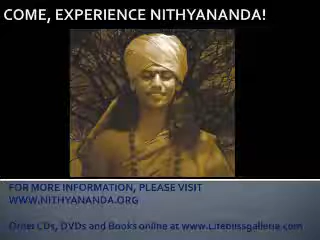 COME, EXPERIENCE NITHYANANDA!
FOR MORE INFORMATION, PLEASE VISIT
WWW.NITHYANANDA.ORG
Order CDs, DVDs and Books online at www.Lifeblissgalleria.com